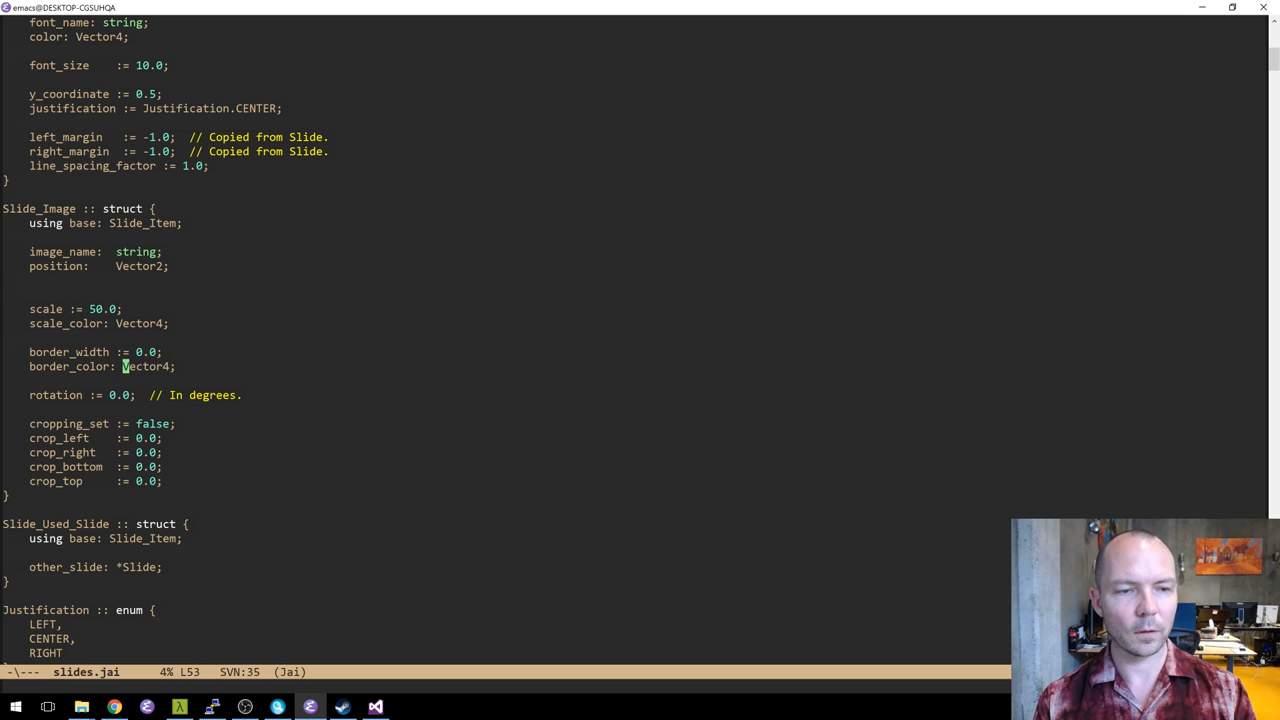 emacs@DESKTOP-CGSUHQA
font_name: string;
color: Vector4;
font_size    := 10.0;
y_coordinate := 0.5;
justification := Justification.CENTER;
left_margin   := -1.0;  // Copied from Slide.
right_margin  := -1.0;  // Copied from Slide.
line_spacing_factor := 1.0;
}
Slide_Image :: struct {
using base: Slide_Item;
image_name:  string;
position:    Vector2;
scale := 50.0;
scale_color: Vector4;
border_width := 0.0;
border_color: Vector4;
rotation := 0.0;  // In degrees.
cropping_set := false;
crop_left    := 0.0;
crop_right   := 0.0;
crop_bottom  := 0.0;
crop_top     := 0.0;
}
Slide_Used_Slide :: struct {
using base: Slide_Item;
other_slide: *Slide;
}
Justification :: enum {
LEFT,
CENTER,
RIGHT
-\---  slides.jai      4% L53   SVN:35  (Jai)